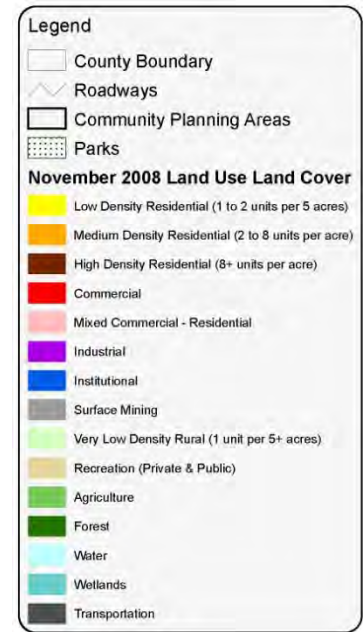 Legend
County Boundary
Roadways
Community Planning Areas
Parks
November 2008 Land Use Land Cover
Low Density Residential (1 to 2 units per 5 acres)
Medium Density Residential (2 to 8 units per acre)
High Density Residential (8+ units per acre)
Commercial
Mixed Commercial - Residential
Industrial
Institutional
Surface Mining
Very Low Density Rural (1 unit per 5+ acres)
Recreation (Private & Public)
Agriculture
Forest
Water
Wetlands
Transportation